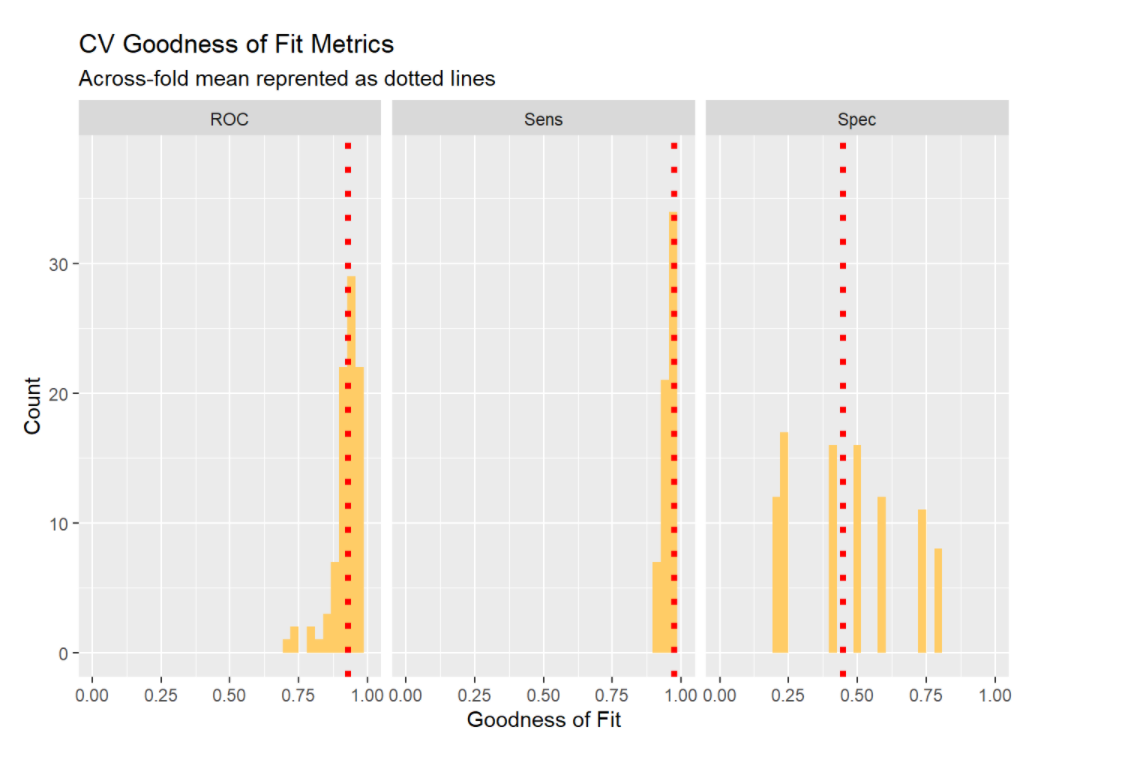 CV Goodness of Fit Metrics
Across-fold mean reprented as dotted lines
ROC Sens Spec
30
20
10
0
Count
0.00 0.25 0.50 0.75 1.00 0.00 0.25 0.50 0.75 1.00 0.00 0.25 0.50 0.75 1.00
Goodness of Fit